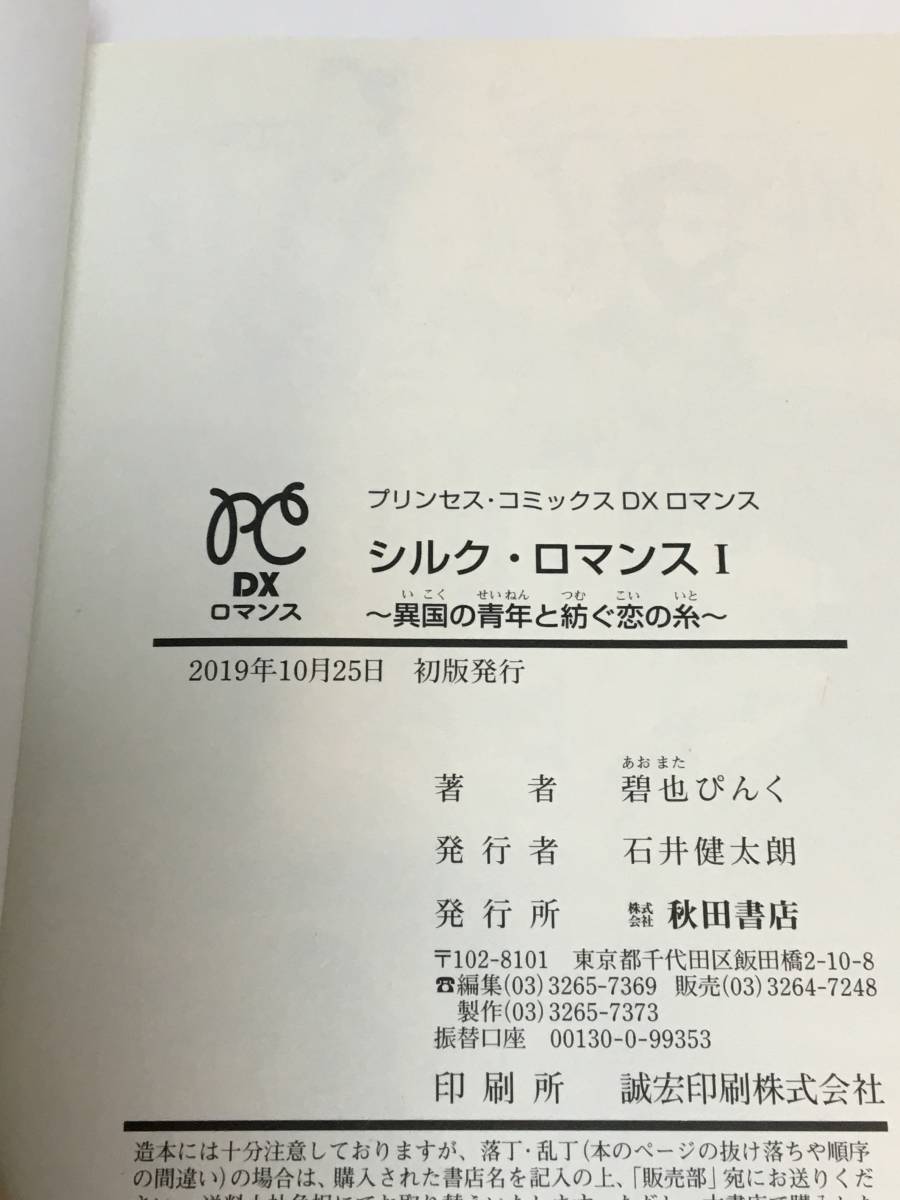 プリンセス・コミックスDXロマンス
DX
ロマンス
シルク・ロマンスⅠ
いこく せいねん つむ こい いと
～異国の青年と紡ぐ恋の糸～
2019年10月25日 初版発行
あおまた
著者 碧也ぴんく
発行者 石井健太朗
発行所 株式会社 秋田書店
〒102-8101 東京都千代田区飯田橋2-10-8
☎編集(03)3265-7369 販売(03)3264-7248
製作(03)3265-7373
振替口座 00130-0-99353
印刷所 誠宏印刷株式会社
造本には十分注意しておりますが、落丁・乱丁(本のページの抜け落ちや順序
の間違い)の場合は、購入された書店名を記入の上、「販売部」宛にお送りくだ